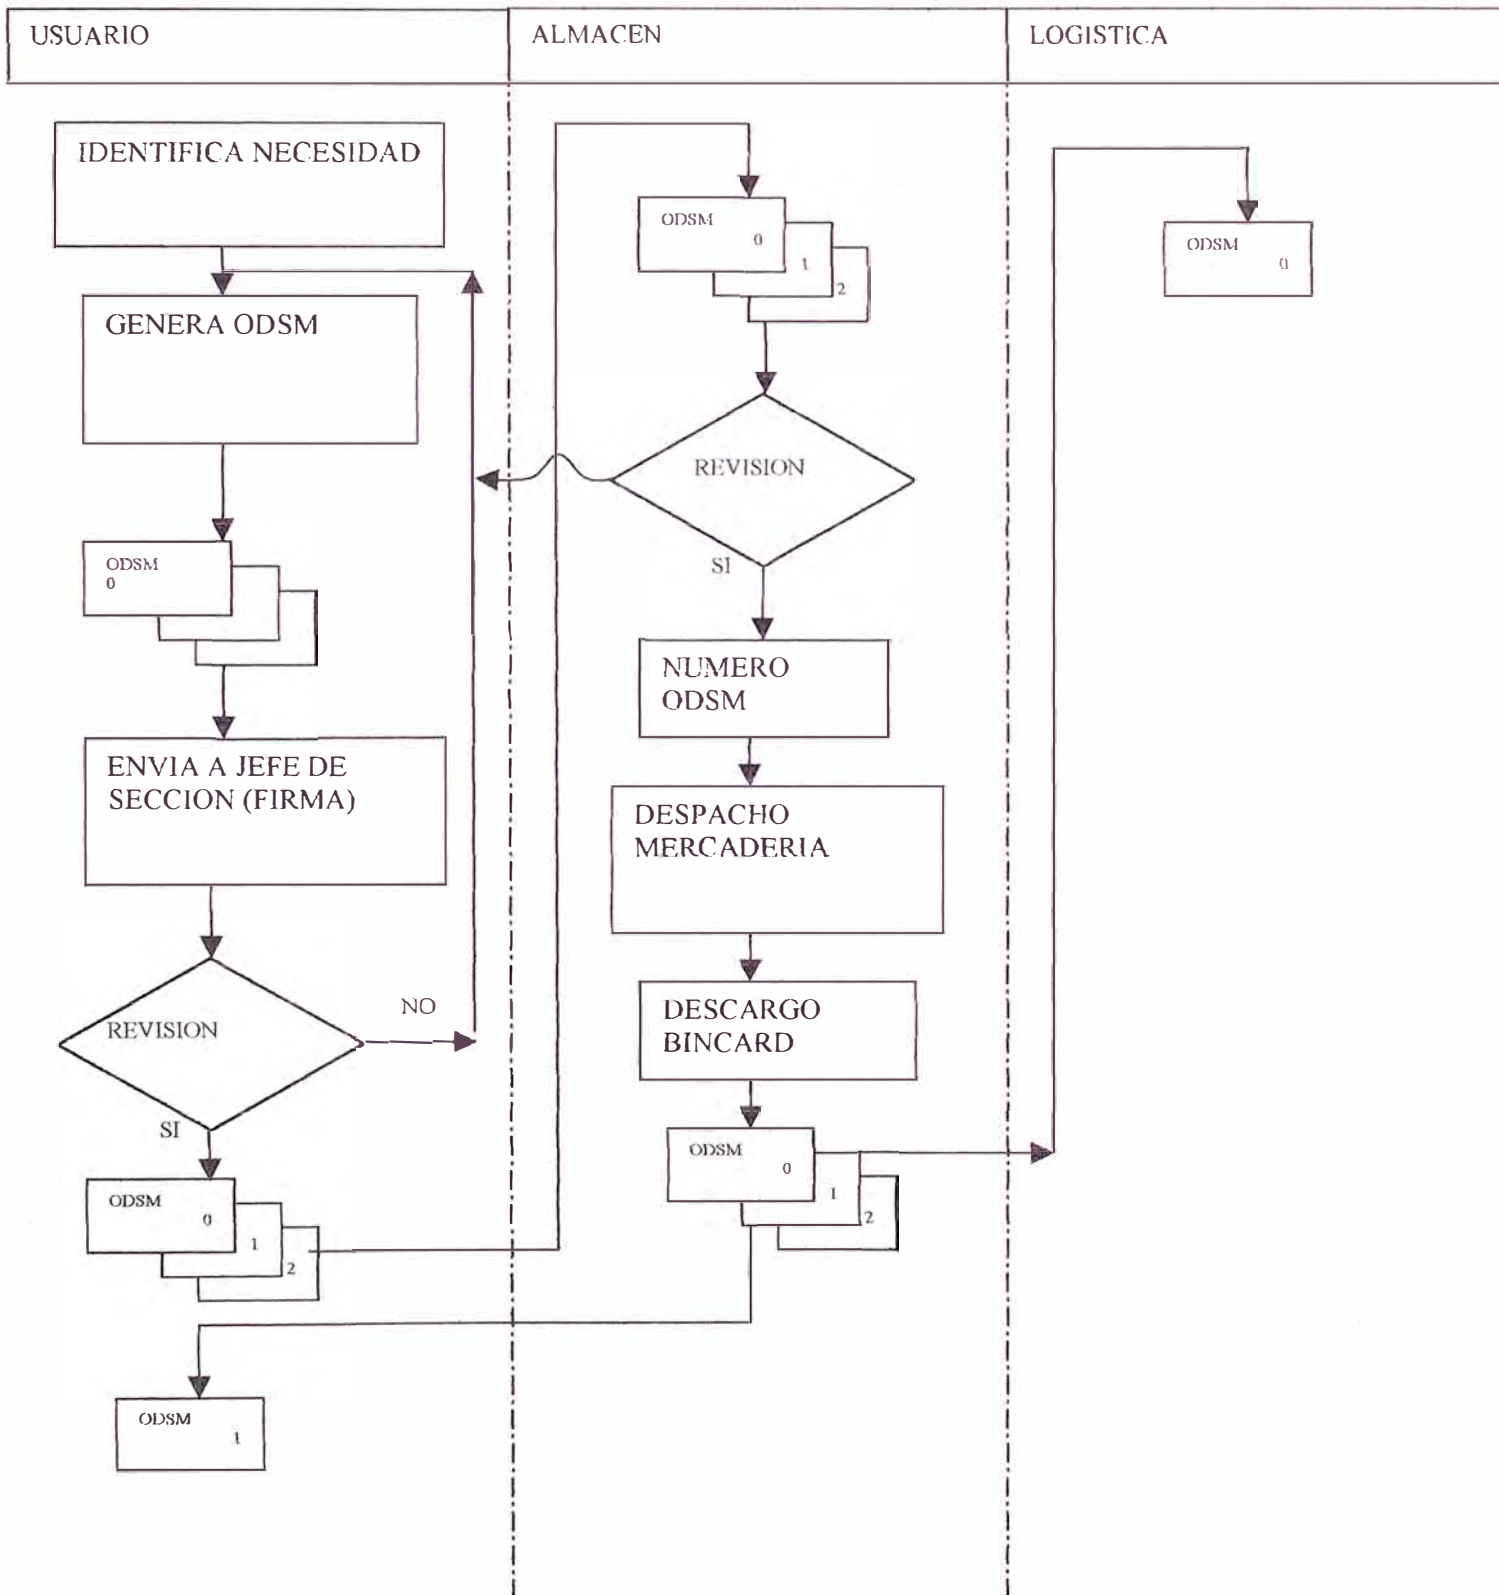 USUARIO
ALMACEN
LOGISTICA
IDENTIFICA NECESIDAD
GENERA ODSM
ODSM
0
ENVIA A JEFE DE
SECCION (FIRMA)
REVISION
NO
SI
ODSM
0
1
2
ODSM
1
ODSM
0
1
2
REVISION
SI
NUMERO
ODSM
DESPACHO
MERCADERIA
DESCARGO
BINCARD
ODSM
0
1
2
ODSM
0